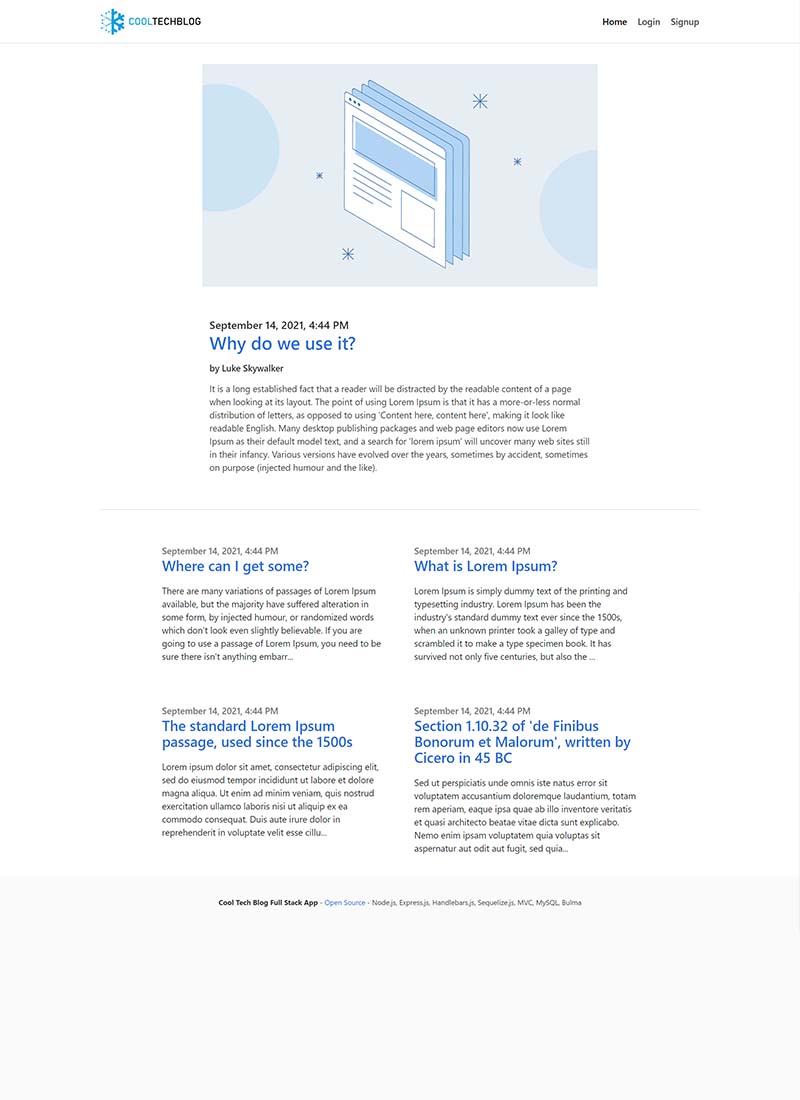 COOLTECHBLOG
Home Login Signup
September 14, 2021, 4:44 PM
Why do we use it?
by Luke Skywalker
It is a long established fact that a reader will be distracted by the readable content of a page
when looking at its layout. The point of using Lorem Ipsum is that it has a more-or-less normal
distribution of letters, as opposed to using 'Content here, content here', making it look like
readable English. Many desktop publishing packages and web page editors now use Lorem
Ipsum as their default model text, and a search for 'lorem ipsum' will uncover many web sites still
in their infancy. Various versions have evolved over the years, sometimes by accident, sometimes
on purpose (injected humour and the like).
September 14, 2021, 4:44 PM
Where can I get some?
There are many variations of passages of Lorem Ipsum
available, but the majority have suffered alteration in
some form, by injected humour, or randomized words
which don't look even slightly believable. If you are
going to use a passage of Lorem Ipsum, you need to be
sure there isn't anything embarr...
September 14, 2021, 4:44 PM
What is Lorem Ipsum?
Lorem Ipsum is simply dummy text of the printing and
typesetting industry. Lorem Ipsum has been the
industry's standard dummy text ever since the 1500s,
when an unknown printer took a galley of type and
scrambled it to make a type specimen book. It has
survived not only five centuries, but also the ...
September 14, 2021, 4:44 PM
The standard Lorem Ipsum
passage, used since the 1500s
Lorem ipsum dolor sit amet, consectetur adipiscing elit,
sed do eiusmod tempor incididunt ut labore et dolore
magna aliqua. Ut enim ad minim veniam, quis nostrud
exercitation ullamco laboris nisi ut aliquip ex ea
commodo consequat. Duis aute irure dolor in
reprehenderit in voluptate velit esse cillu...
September 14, 2021, 4:44 PM
Section 1.10.32 of 'de Finibus
Bonorum et Malorum', written by
Cicero in 45 BC
Sed ut perspiciatis unde omnis iste natus error sit
voluptatem accusantium doloremque laudantium, totam
rem aperiam, eaque ipsa quae ab illo inventore veritatis
et quasi architecto beatae vitae dicta sunt explicabo.
Nemo enim ipsam voluptatem quia voluptas sit
aspernatur aut odit aut fugit, sed quia...
Cool Tech Blog Full Stack App - Open Source - Node.js, Express.js, Handlebars.js, Sequelize.js, MVC, MySQL, Bulma